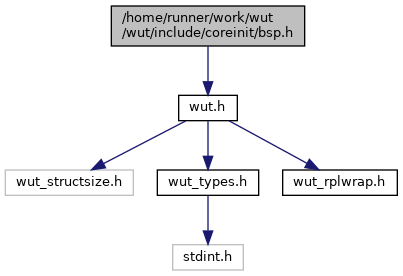 /home/runner/work/wut
/wut/include/coreinit/bsp.h
wut.h
wut_structsize.h
wut_types.h
wut_rplwrap.h
stdint.h